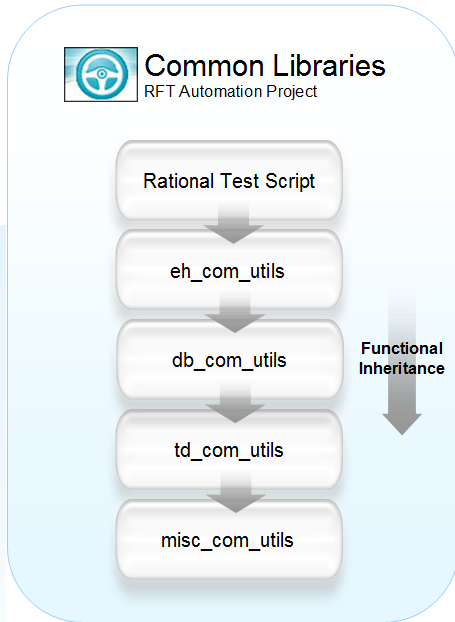 Common Libraries
RFT Automation Project
Rational Test Script
eh_com_utils
db_com_utils
Functional
Inheritance
td_com_utils
misc_com_utils